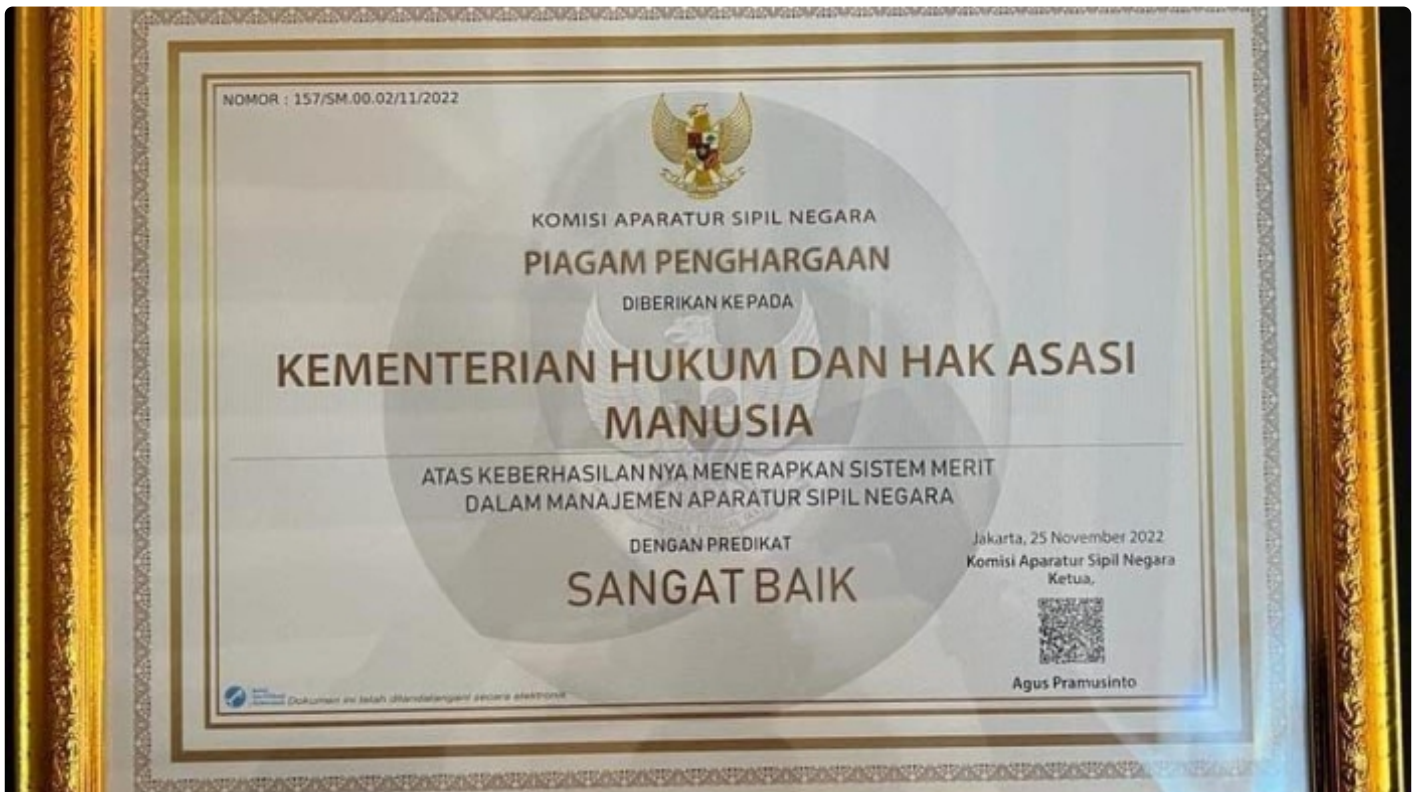 NOMOR : 157/SM.00.02/11/2022
KOMISI APARATUR SIPIL NEGARA
PIAGAM PENGHARGAAN
DIBERIKAN KEPADA
KEMENTERIAN HUKUM DAN HAK ASASI
MANUSIA
ATAS KEBERHASILANNYA MENERAPKAN SISTEM MERIT
DALAM MANAJEMEN APARATUR SIPIL NEGARA
DENGAN PREDIKAT
SANGAT BAIK
Jakarta, 25 November 2022
Komisi Aparatur Sipil Negara
Ketua,
Agus Pramusinto
Dokumen ini telah ditandatangani secara elektronik